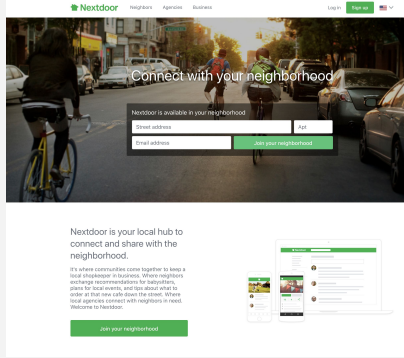 Nextdoor Neighbors Agencies Business Log in Sign up
Connect with your neighborhood
Nextdoor is available in your neighborhood
Street address Apt
Email address Join your neighborhood
Nextdoor is your local hub to
connect and share with the
neighborhood.
It's where communities come together to keep a
local shopkeeper in business. Where neighbors
exchange recommendations for babysitters,
plans for local events, and tips about what to
order at that new cafe down the street. Where
local agencies connect with neighbors in need.
Welcome to Nextdoor.
Join your neighborhood